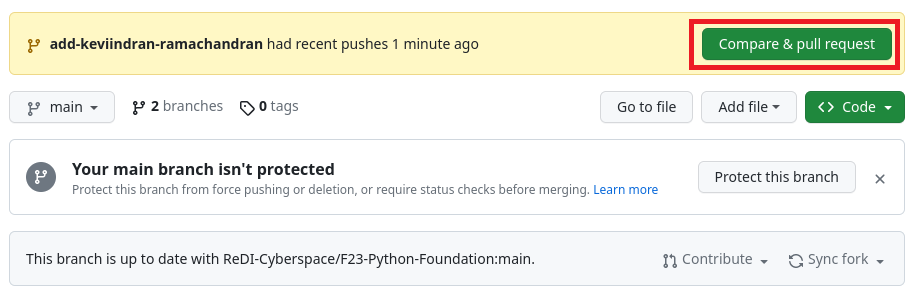 add-keviindran-ramachandran had recent pushes 1 minute ago
Compare & pull request
main
2 branches
0 tags
Go to file
Add file
Code
Your main branch isn't protected
Protect this branch from force pushing or deletion, or require status checks before merging. Learn more
Protect this branch
This branch is up to date with ReDI-Cyberspace/F23-Python-Foundation:main.
Contribute
Sync fork